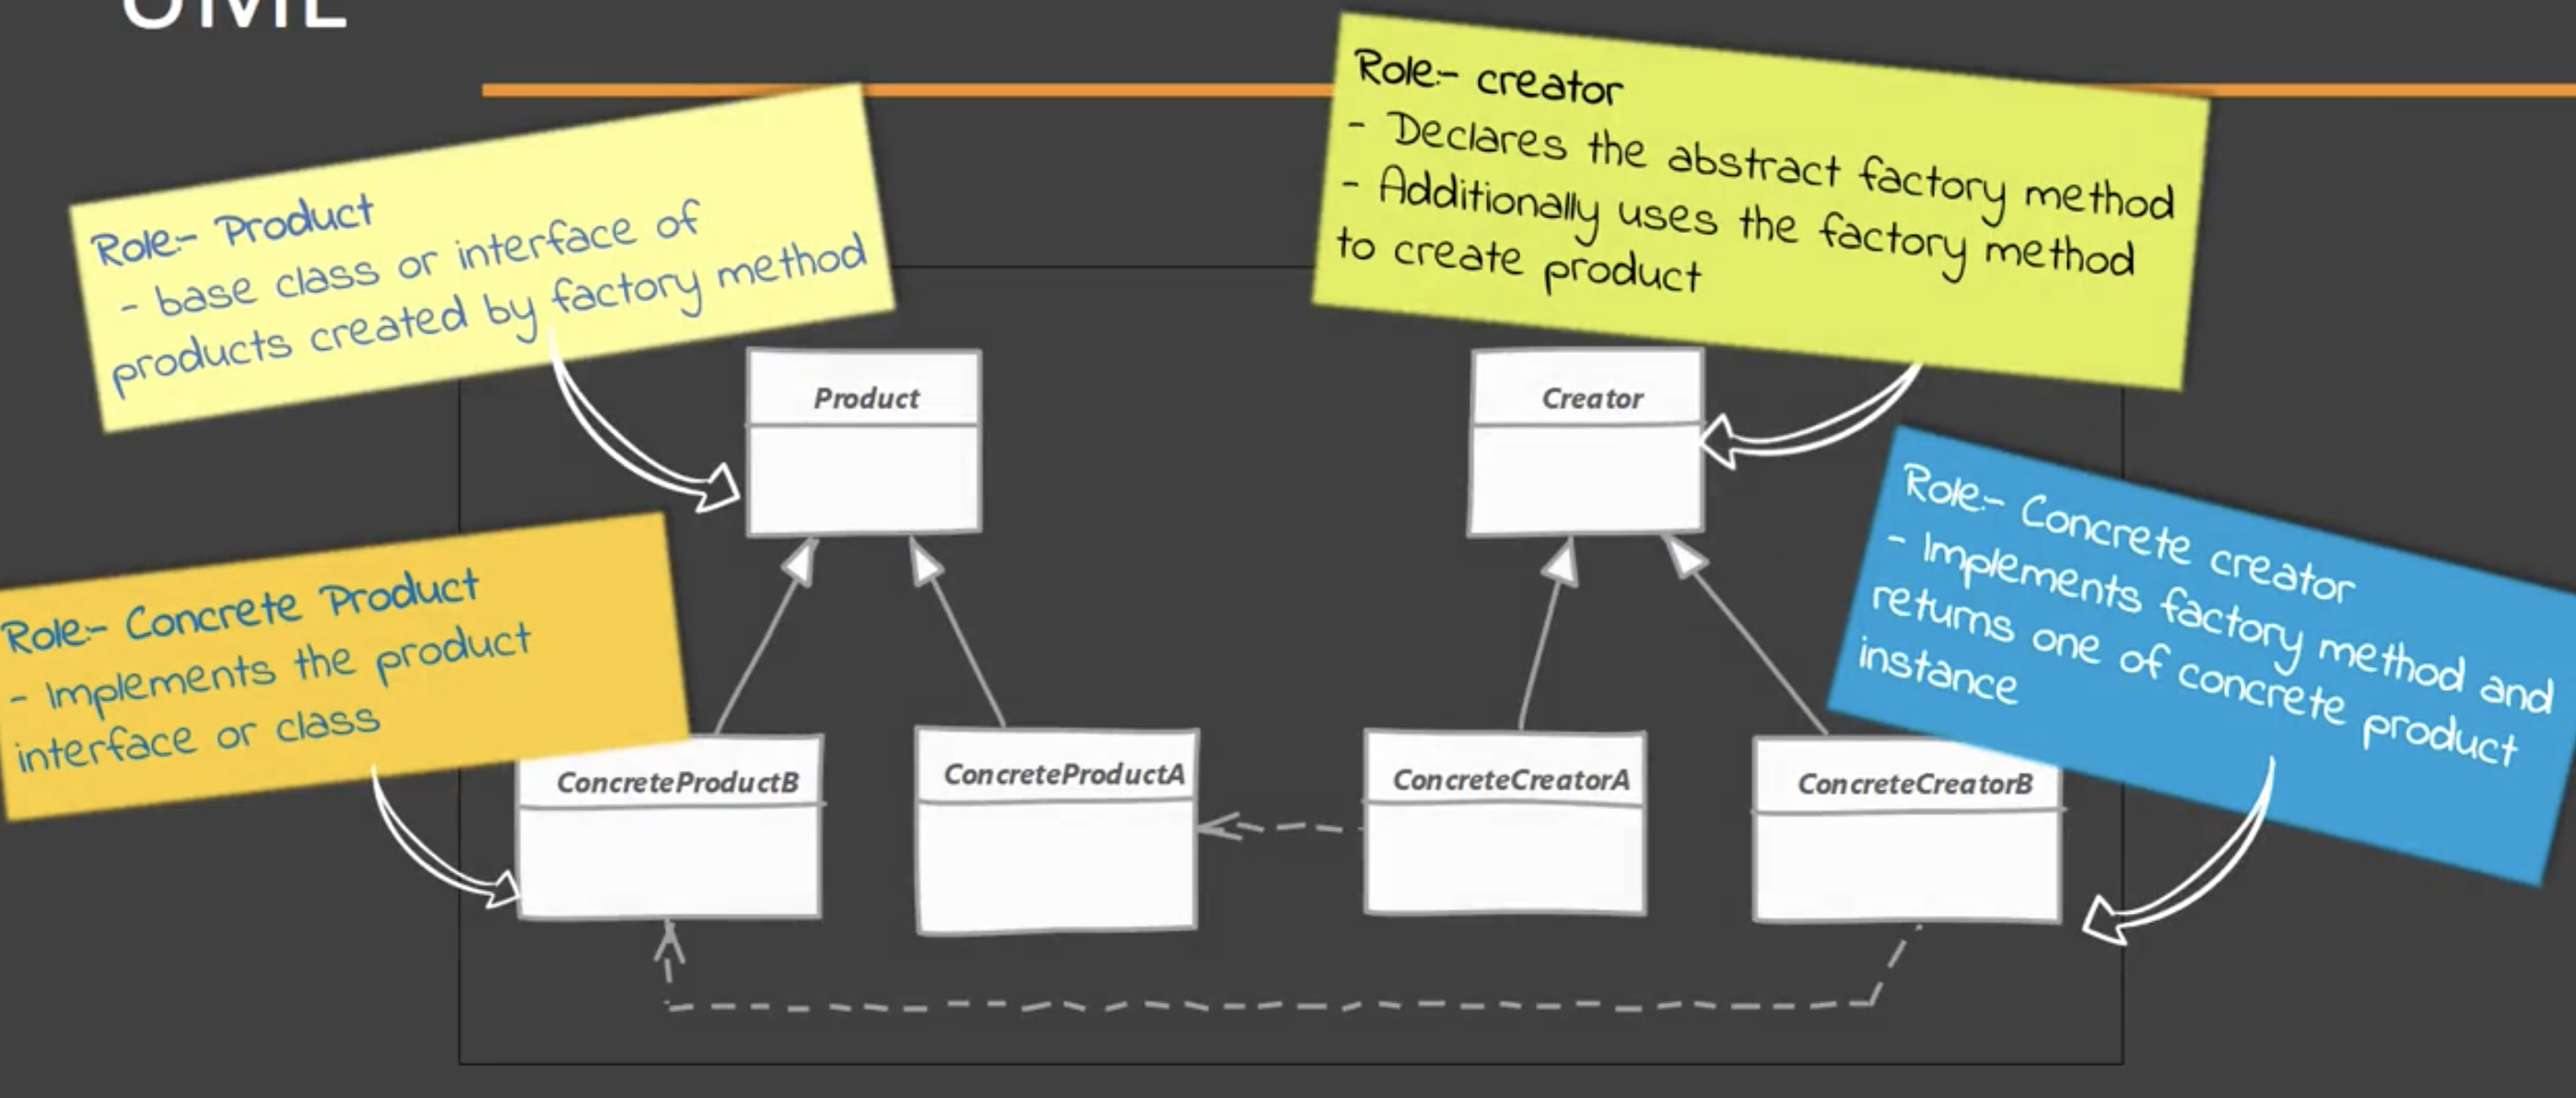 UML
Role:- Product
- base class or interface of
products created by factory method
Role:- creator
- Declares the abstract factory method
- Additionally uses the factory method
to create product
Product
Creator
Role:- Concrete Product
- Implements the product
interface or class
Role:- Concrete creator
- Implements factory method and
returns one of concrete product
instance
ConcreteProductB
ConcreteProductA
ConcreteCreatorA
ConcreteCreatorB